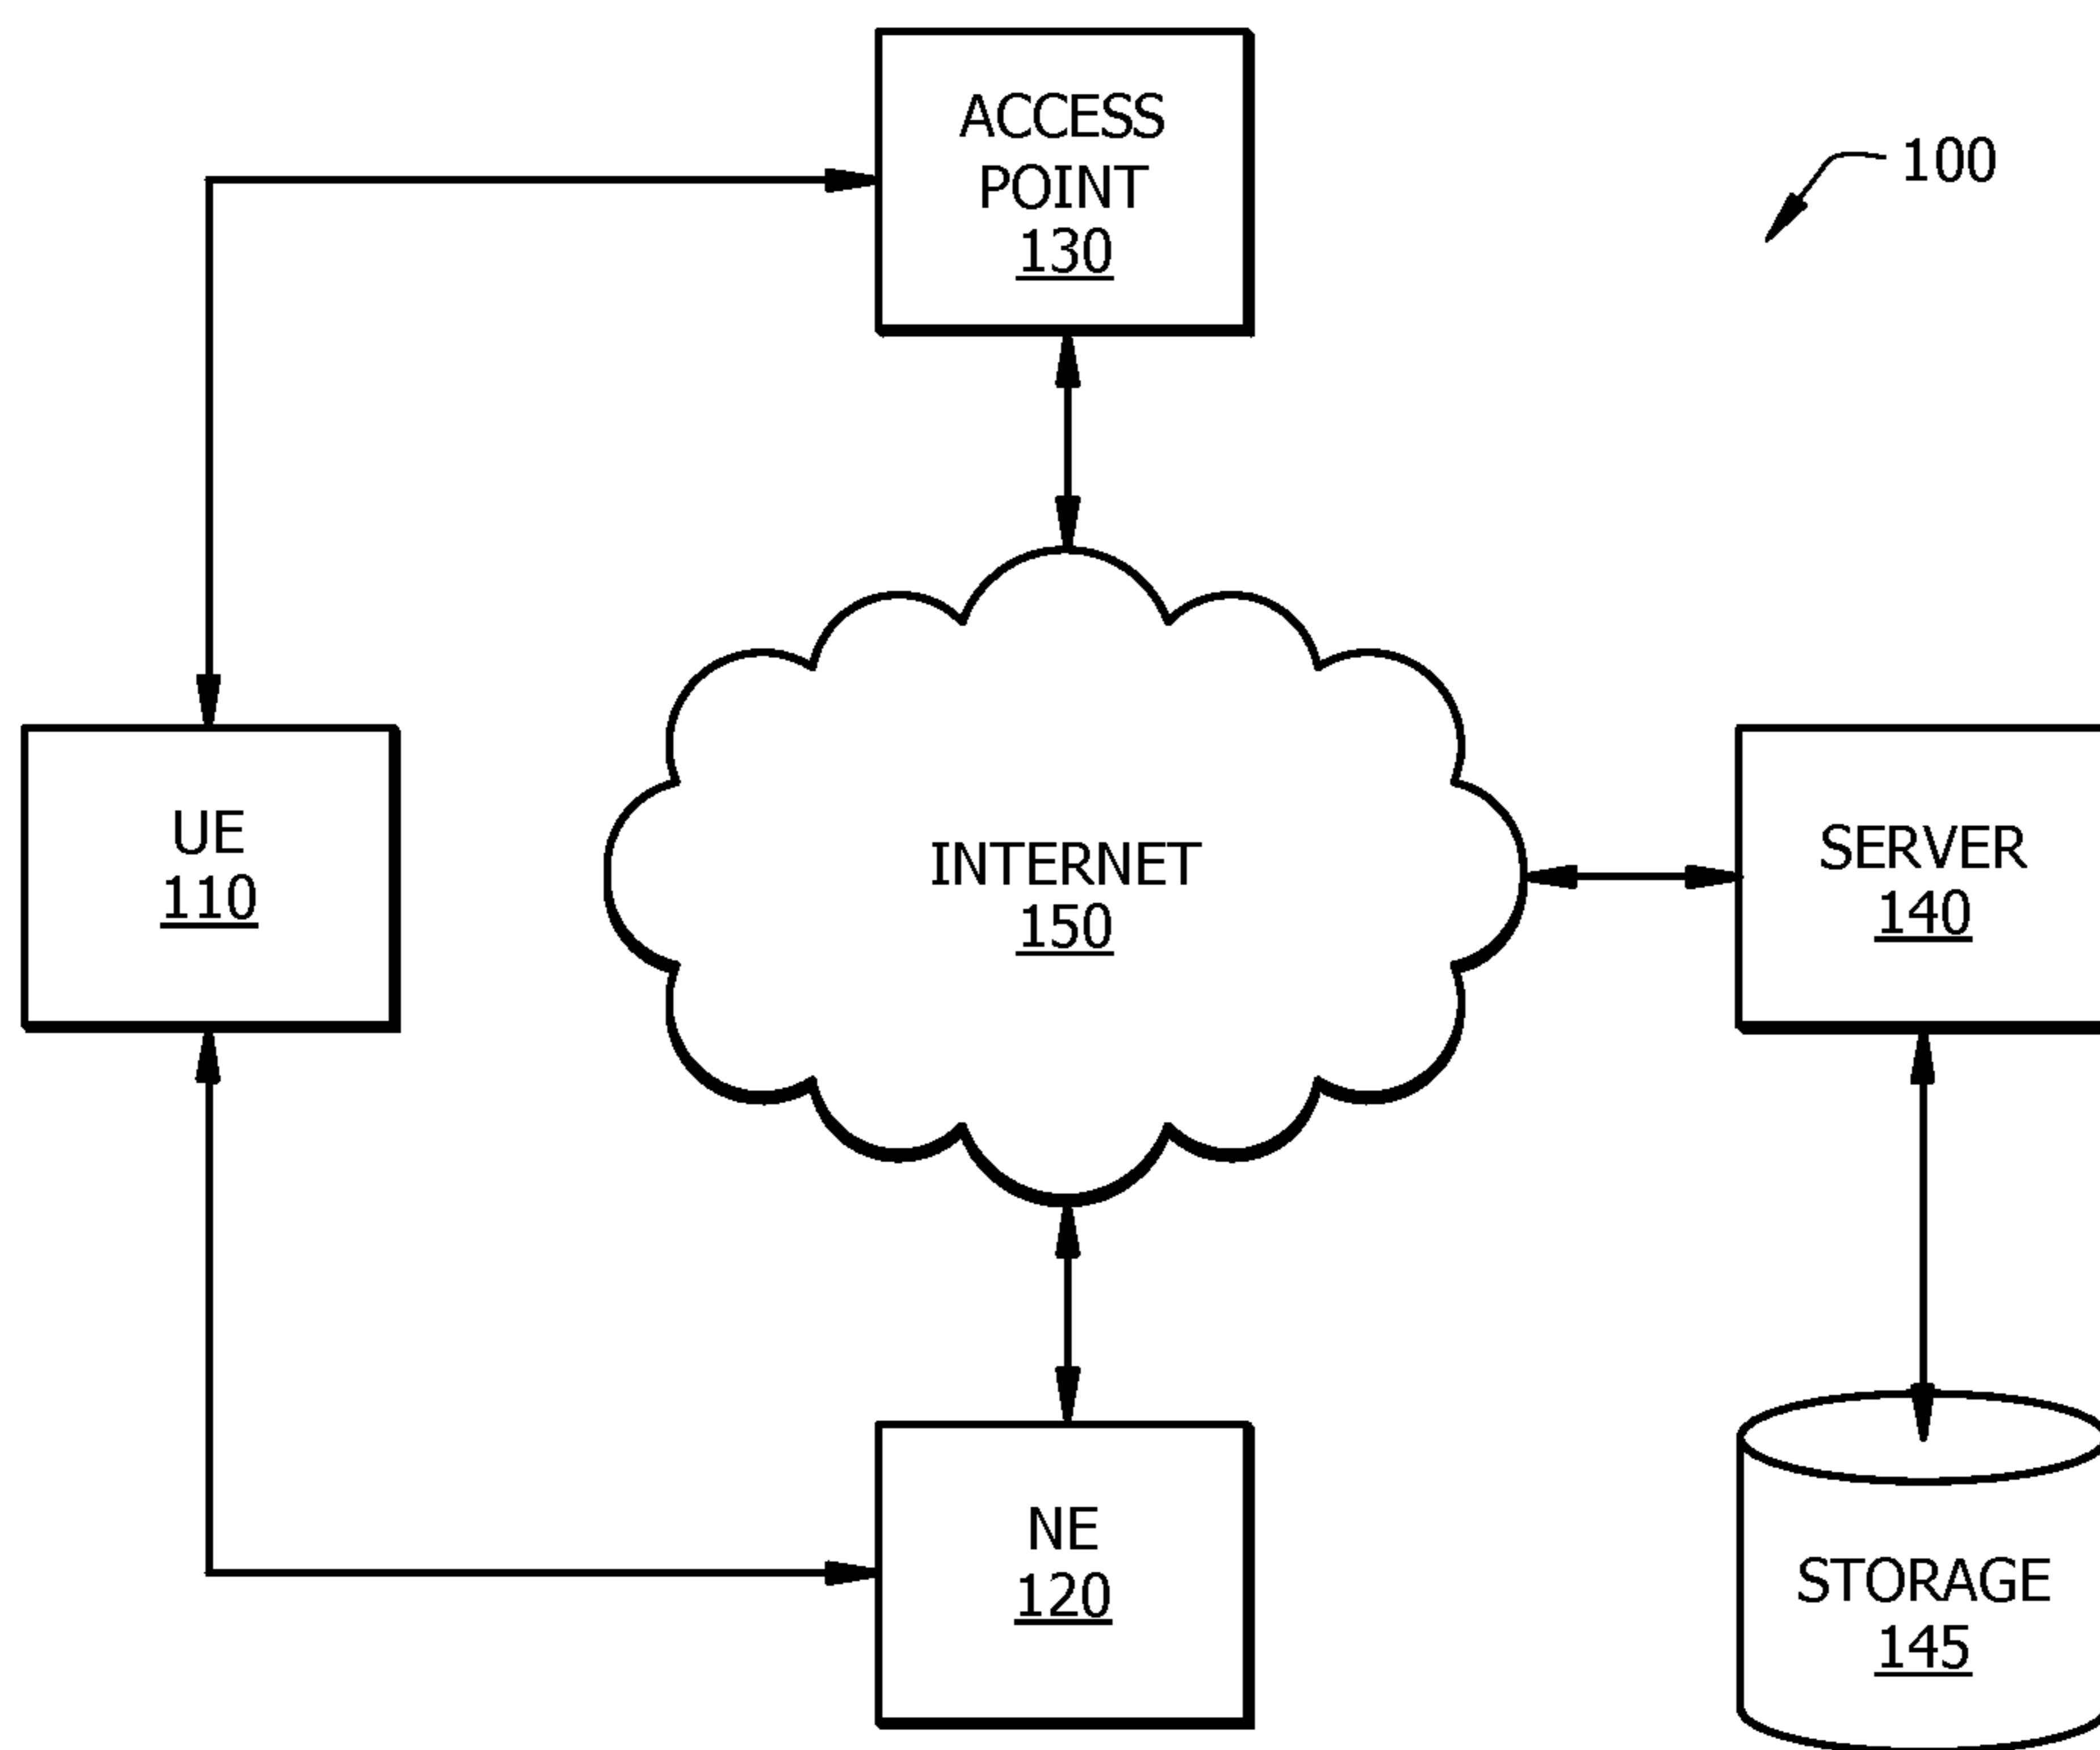 ACCESS
POINT
130
100
UE
110
INTERNET
150
SERVER
140
NE
120
STORAGE
145